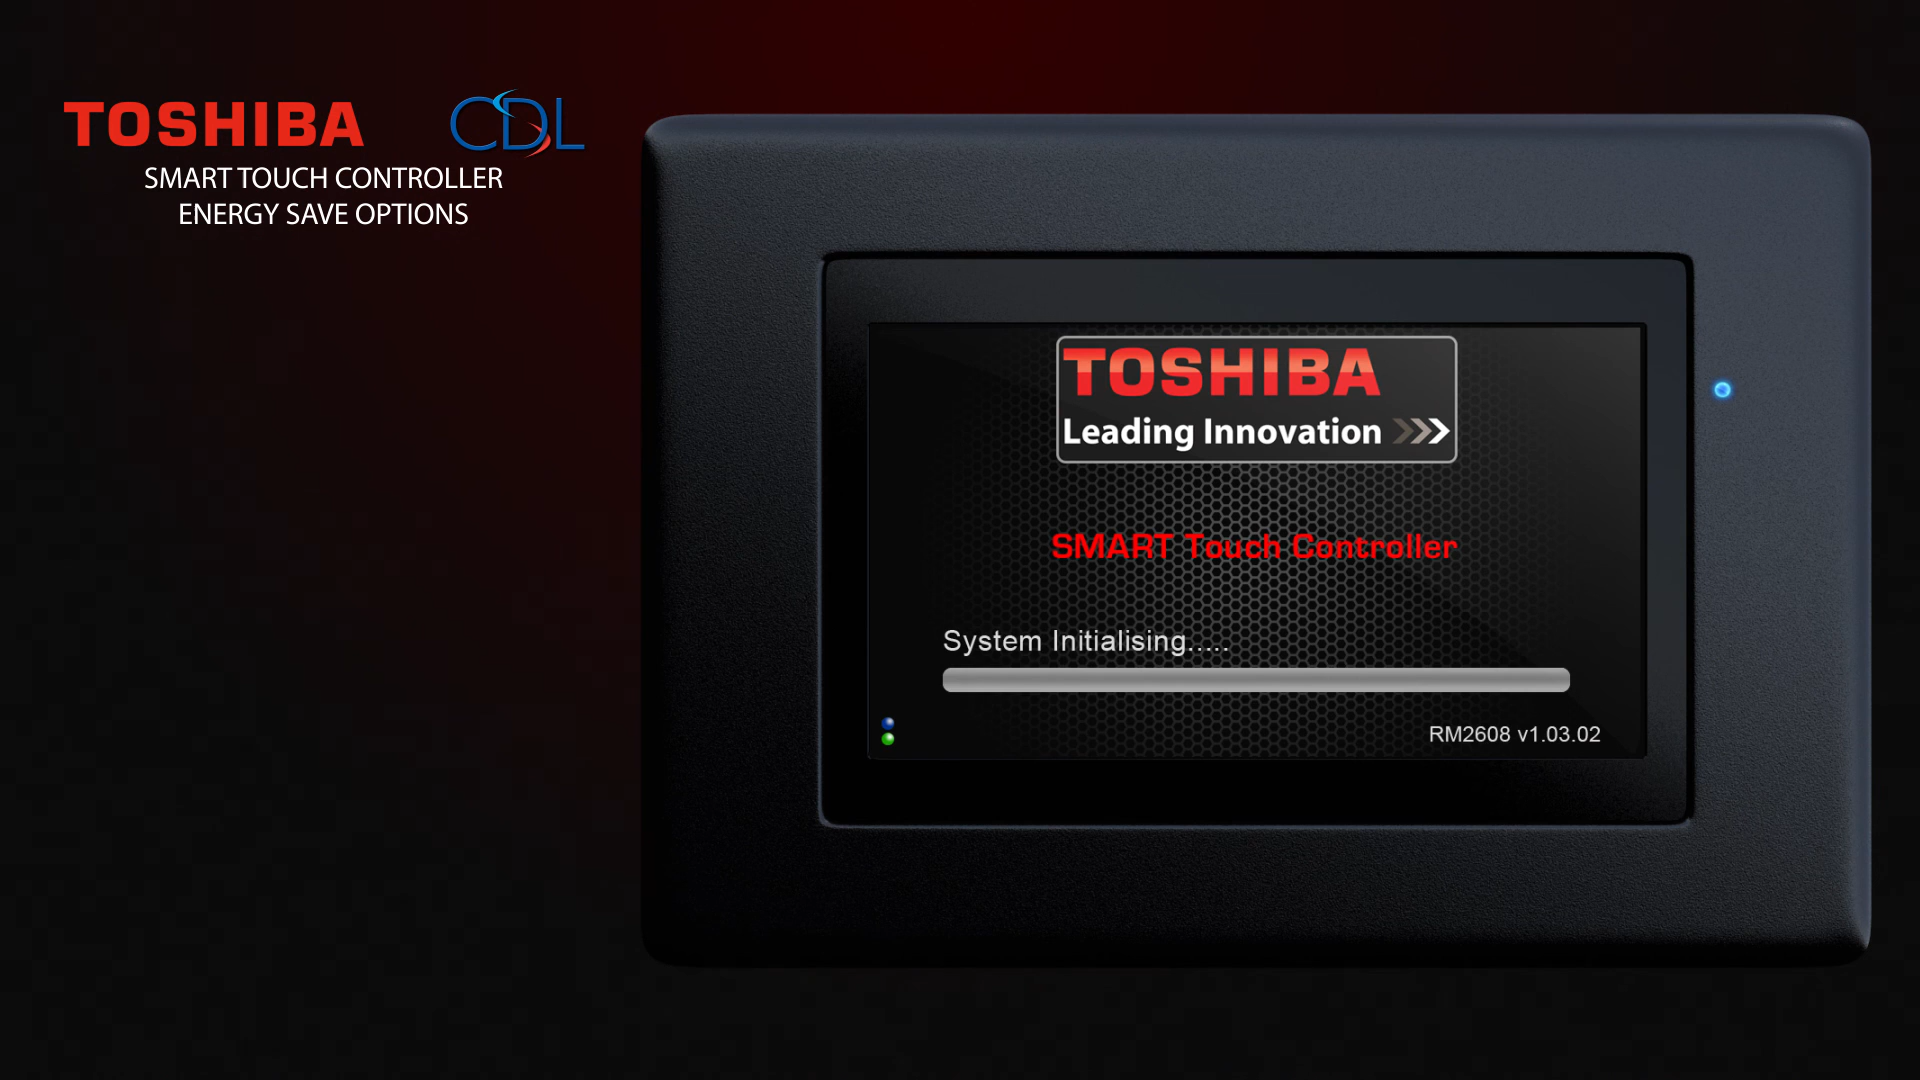 TOSHIBA CDL
SMART TOUCH CONTROLLER
ENERGY SAVE OPTIONS
TOSHIBA
Leading Innovation
SMART Touch Controller
System Initialising.....
RM2608 v1.03.02